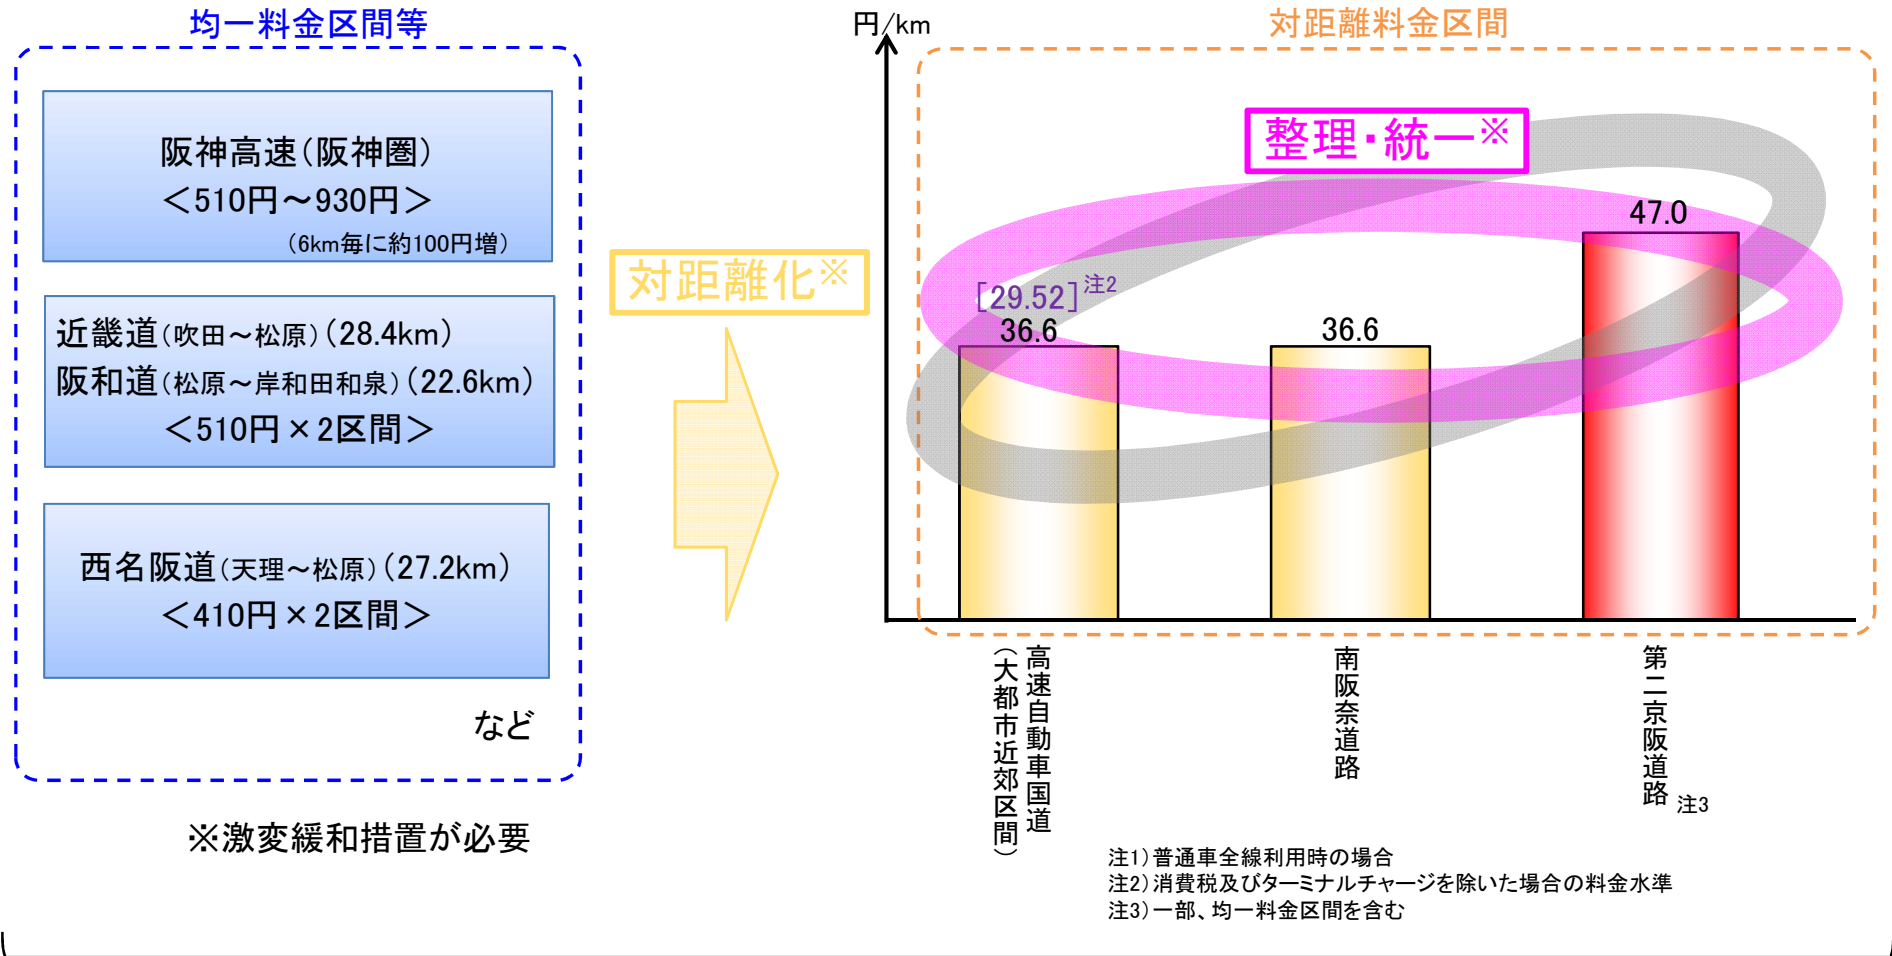 均一料金区間等
阪神高速（阪神圏）
＜510円～930円＞
（6km毎に約100円増）
近畿道（吹田～松原）（28.4km）
阪和道（松原～岸和田和泉）（22.6km）
＜510円×2区間＞
西名阪道（天理～松原）（27.2km）
＜410円×2区間＞
など
※激変緩和措置が必要
対距離化※
円/km
対距離料金区間
整理・統一※
[29.52]注2
36.6
36.6
47.0
高速自動車国道
（大都市近郊区間）
南阪奈道路
第二京阪道路 注3
注1）普通車全線利用時の場合
注2）消費税及びターミナルチャージを除いた場合の料金水準
注3）一部、均一料金区間を含む